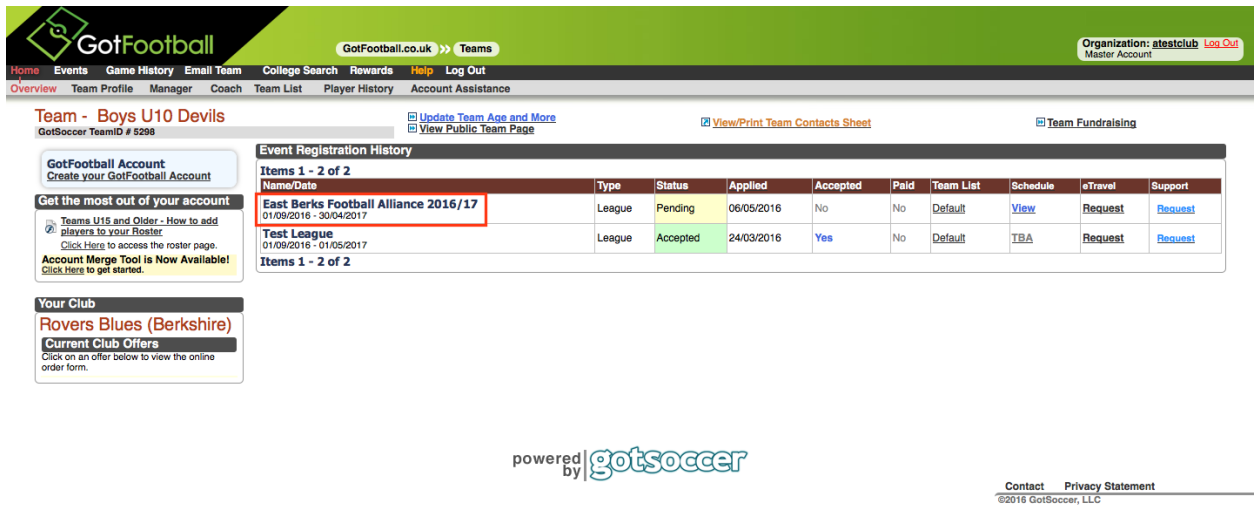 GotFootball
GotFootball.co.uk » Teams
Organization: atestclub Log Out
Master Account
Home Events Game History Email Team College Search Rewards Help Log Out
Overview Team Profile Manager Coach Team List Player History Account Assistance
Team - Boys U10 Devils
GotSoccer TeamID # 5298
Update Team Age and More
View Public Team Page
View/Print Team Contacts Sheet
Team Fundraising
GotFootball Account
Create your GotFootball Account
Get the most out of your account
Teams U15 and Older - How to add
players to your Roster
Click Here to access the roster page.
Account Merge Tool is Now Available!
Click Here to get started.
Your Club
Rovers Blues (Berkshire)
Current Club Offers
Click on an offer below to view the online
order form.
Event Registration History
Items 1 - 2 of 2
Name/Date Type Status Applied Accepted Paid Team List Schedule eTravel Support
East Berks Football Alliance 2016/17
01/09/2016 - 30/04/2017
League Pending 06/05/2016 No No Default View Request Request
Test League
01/09/2016 - 01/05/2017
League Accepted 24/03/2016 Yes No Default TBA Request Request
Items 1 - 2 of 2
powered
by
gotsoccer
Contact Privacy Statement
©2016 GotSoccer, LLC